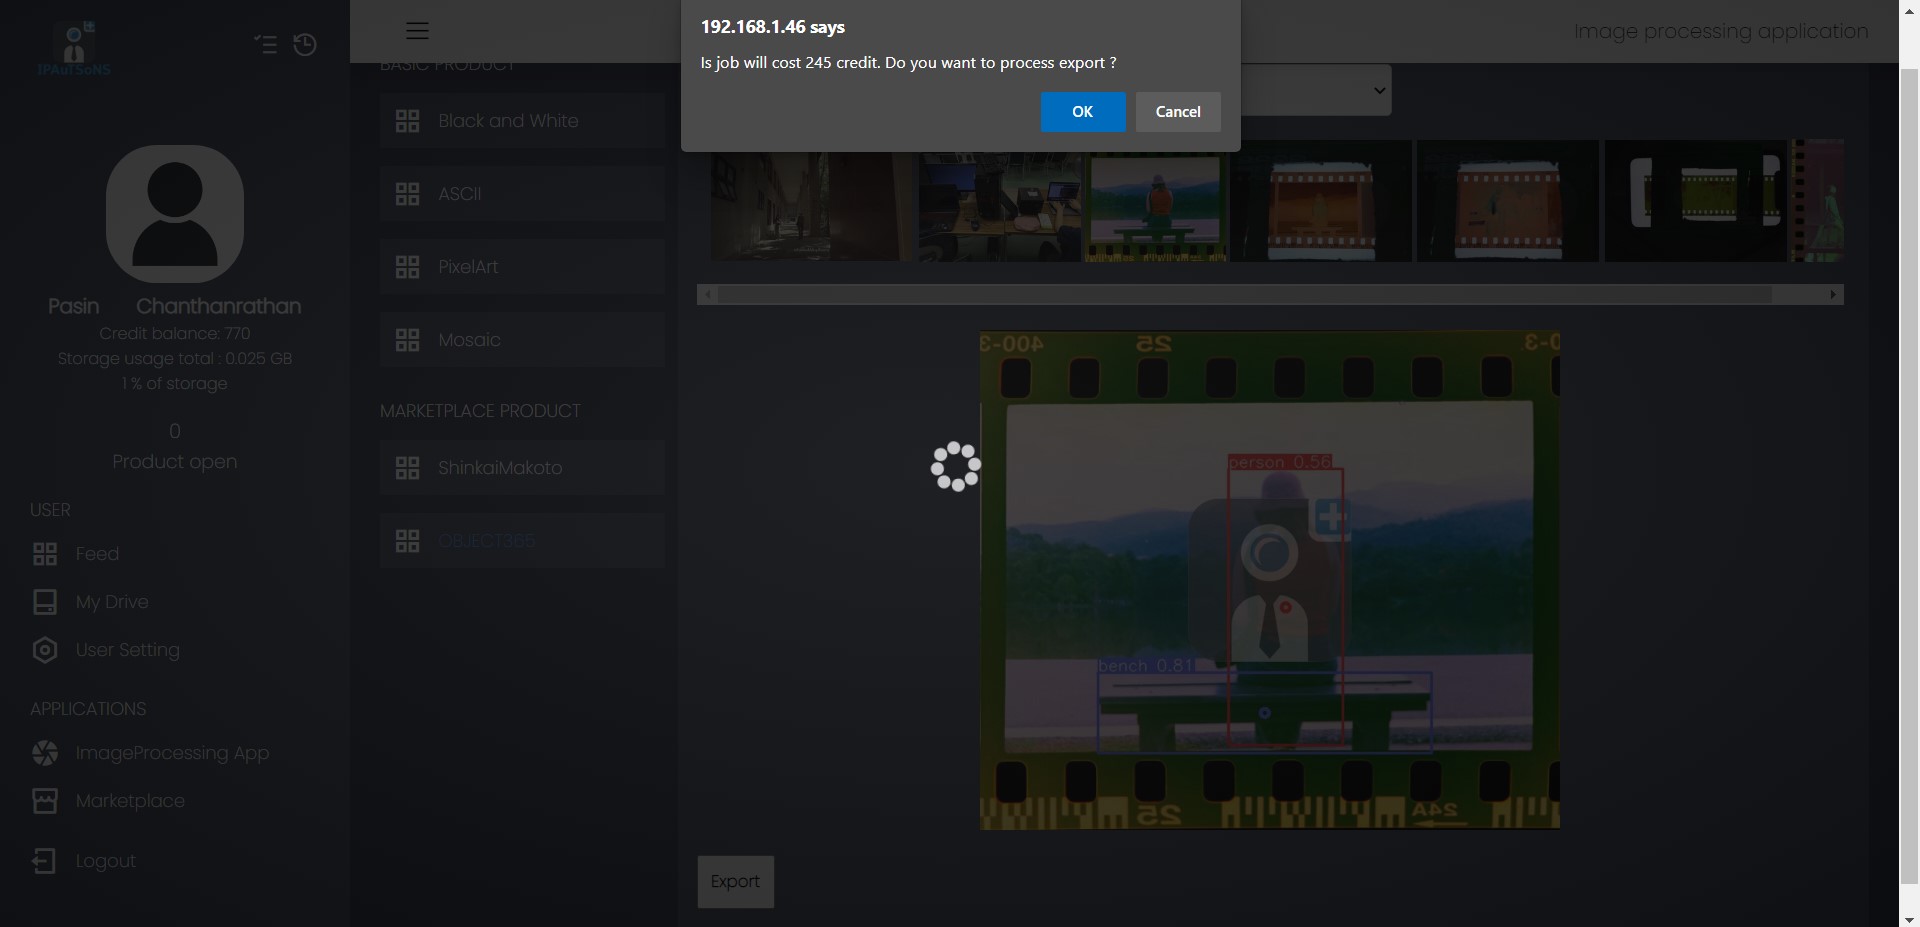 IPAuTSoNS
Pasin Chanthanrathan
Credit balance: 770
Storage usage total : 0.025 GB
1 % of storage
0
Product open
USER
Feed
My Drive
User Setting
APPLICATIONS
ImageProcessing App
Marketplace
Logout
BASIC PRODUCT
Black and White
ASCII
PixelArt
Mosaic
MARKETPLACE PRODUCT
ShinkaiMakoto
OBJECT365
192.168.1.46 says
Is job will cost 245 credit. Do you want to process export ?
OK
Cancel
Image processing application
400-3
25
person 0.56
bench 0.81
25
24A
Export